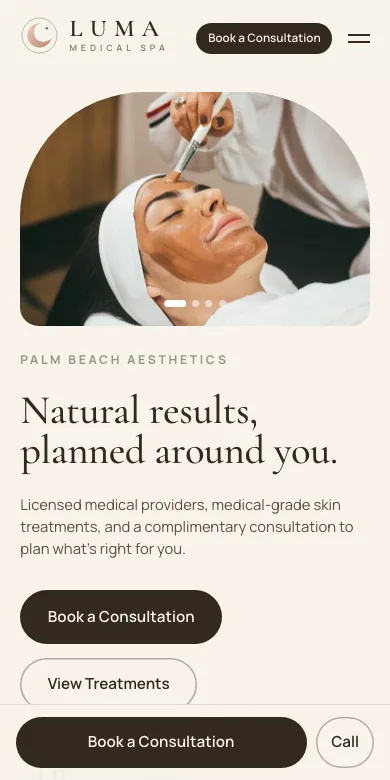 LUMA
MEDICAL SPA
Book a Consultation
PALM BEACH AESTHETICS
Natural results,
planned around you.
Licensed medical providers, medical-grade skin
treatments, and a complimentary consultation to
plan what's right for you.
Book a Consultation
View Treatments
Book a Consultation
Call